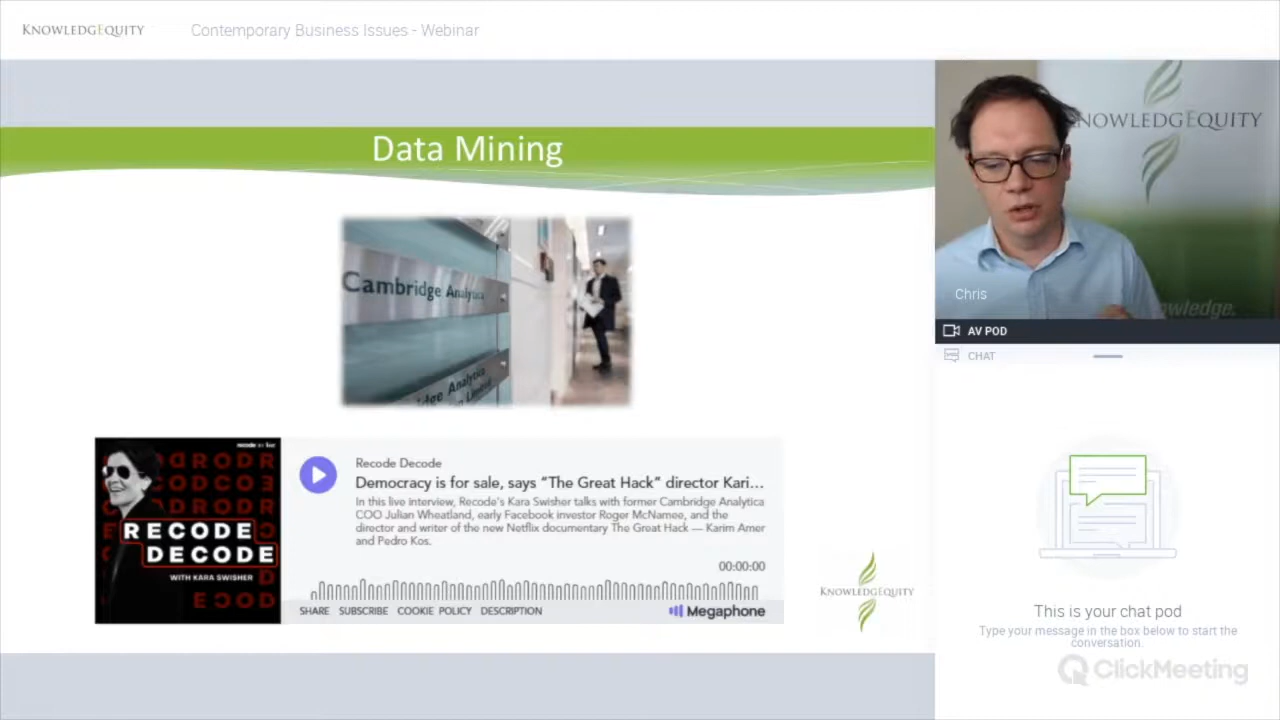 KNOWLEDGEQUITY
Contemporary Business Issues - Webinar
Data Mining
Cambridge Analytica
Analytica
Limited
RECODE
DECODE
WITH KARA SWISHER
Recode Decode
Democracy is for sale, says “The Great Hack” director Kari...
In this live interview, Recode's Kara Swisher talks with former Cambridge Analytica
COO Julian Wheatland, early Facebook investor Roger McNamee, and the
director and writer of the new Netflix documentary The Great Hack — Karim Amer
and Pedro Kos.
00:00:00
SHARE SUBSCRIBE COOKIE POLICY DESCRIPTION
Megaphone
KNOWLEDGEQUITY
NOWLEDGEQUITY
wledge.
Chris
AV POD
CHAT
This is your chat pod
Type your message in the box below to start the
conversation.
ClickMeeting